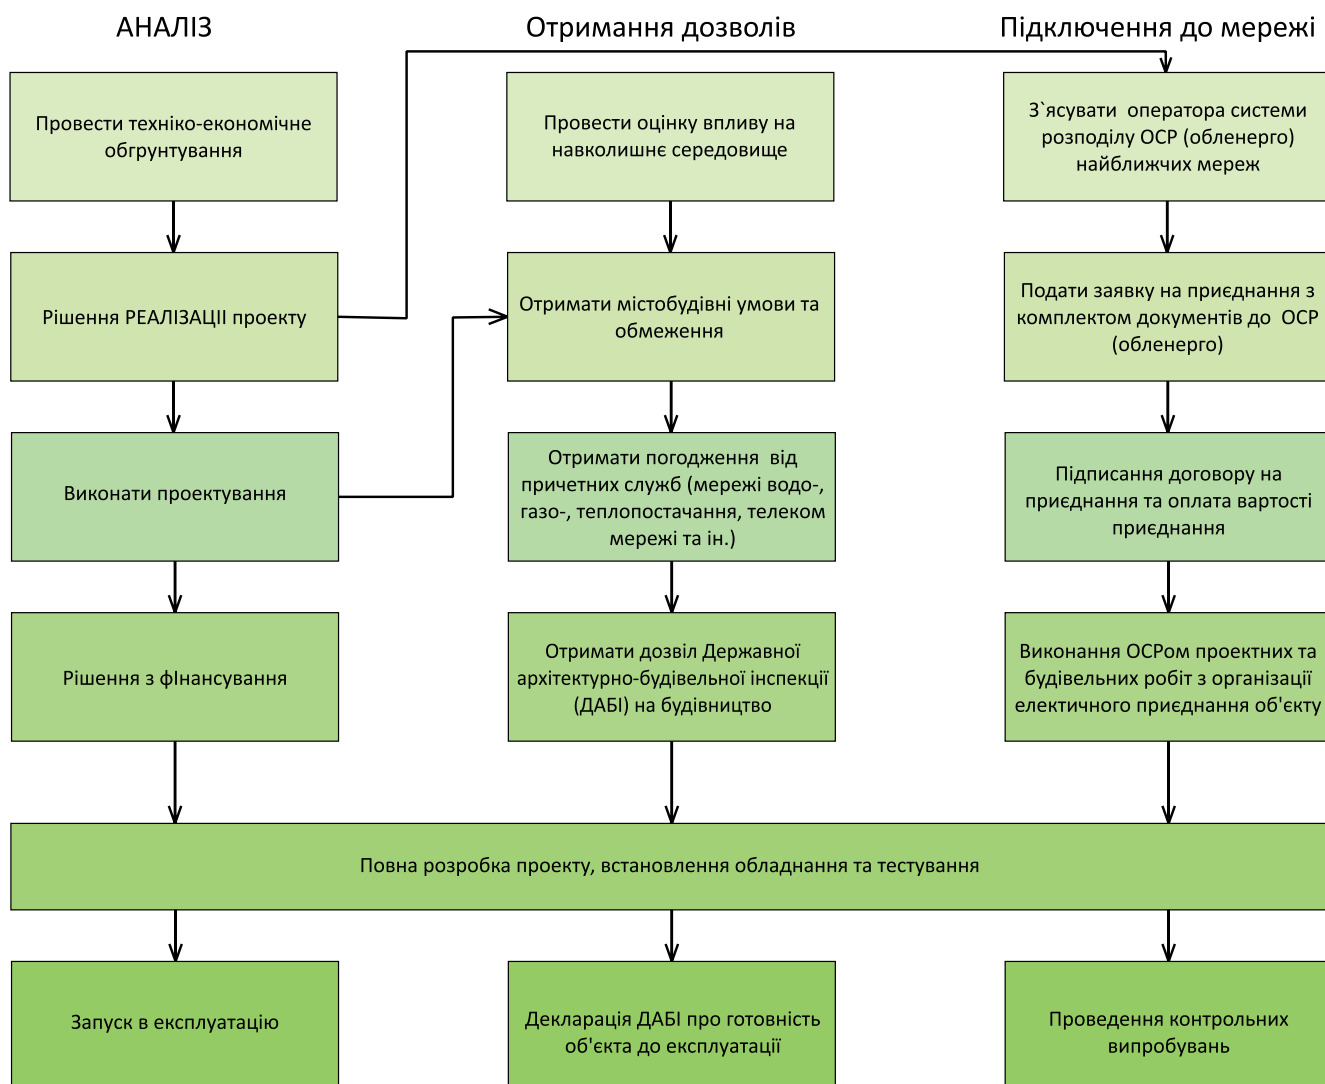 АНАЛІЗ
Отримання дозволів
Підключення до мережі
Провести техніко-економічне
обгрунтування
Провести оцінку впливу на
навколишнє середовище
З`ясувати оператора системи
розподілу ОСР (обленерго)
найближчих мереж
Рішення РЕАЛІЗАЦІІ проекту
Отримати містобудівні умови та
обмеження
Подати заявку на приєднання з
комплектом документів до ОСР
(обленерго)
Виконати проектування
Отримати погодження від
причетних служб (мережі водо-,
газо-, теплопостачання, телеком
мережі та ін.)
Підписання договору на
приєднання та оплата вартості
приєднання
Рішення з фІнансування
Отримати дозвіл Державної
архітектурно-будівельної інспекції
(ДАБІ) на будівництво
Виконання ОСРом проектних та
будівельних робіт з організації
електичного приєднання об'єкту
Повна розробка проекту, встановлення обладнання та тестування
Запуск в експлуатацію
Декларація ДАБІ про готовність
об'єкта до експлуатації
Проведення контрольних
випробувань